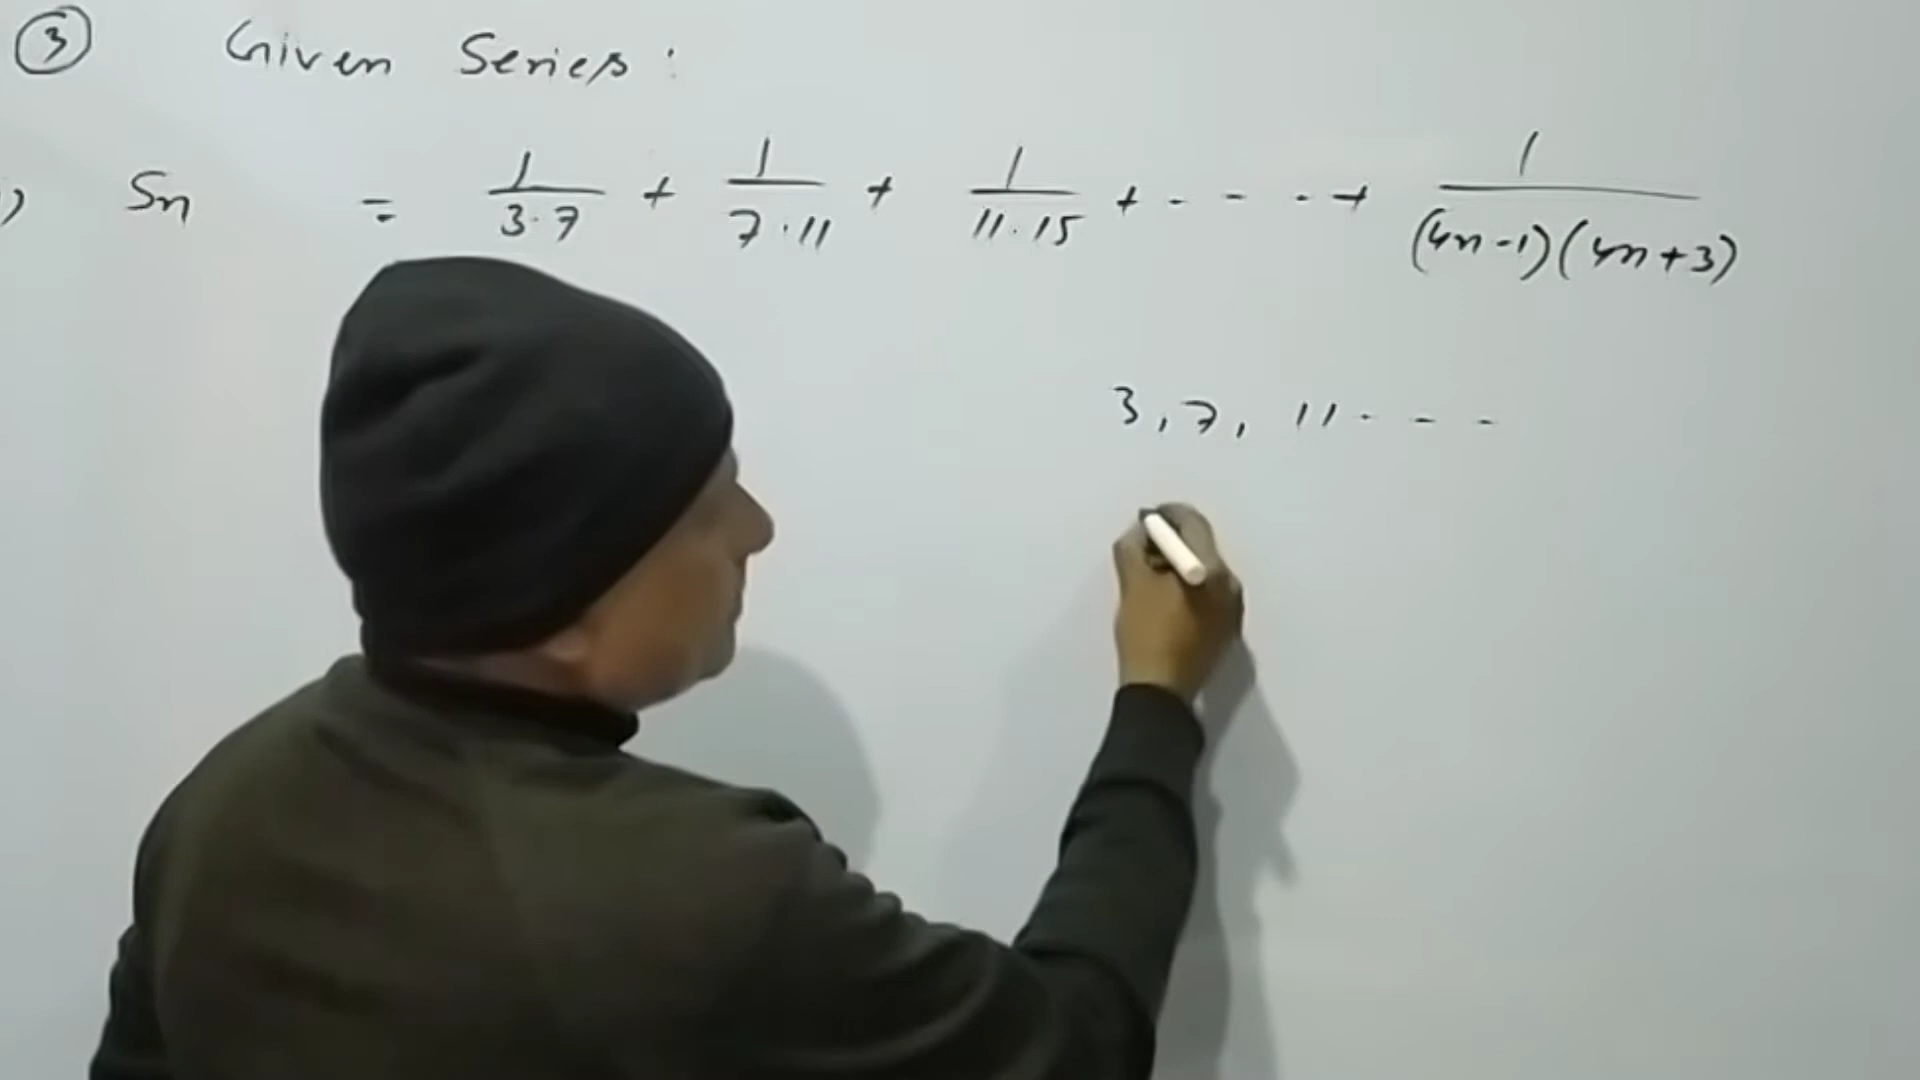 ③ Given Series:
) Sn = 1/3·7 + 1/7·11 + 1/11·15 + - - - + 1/(4n-1)(4n+3)
3, 7, 11 - - -